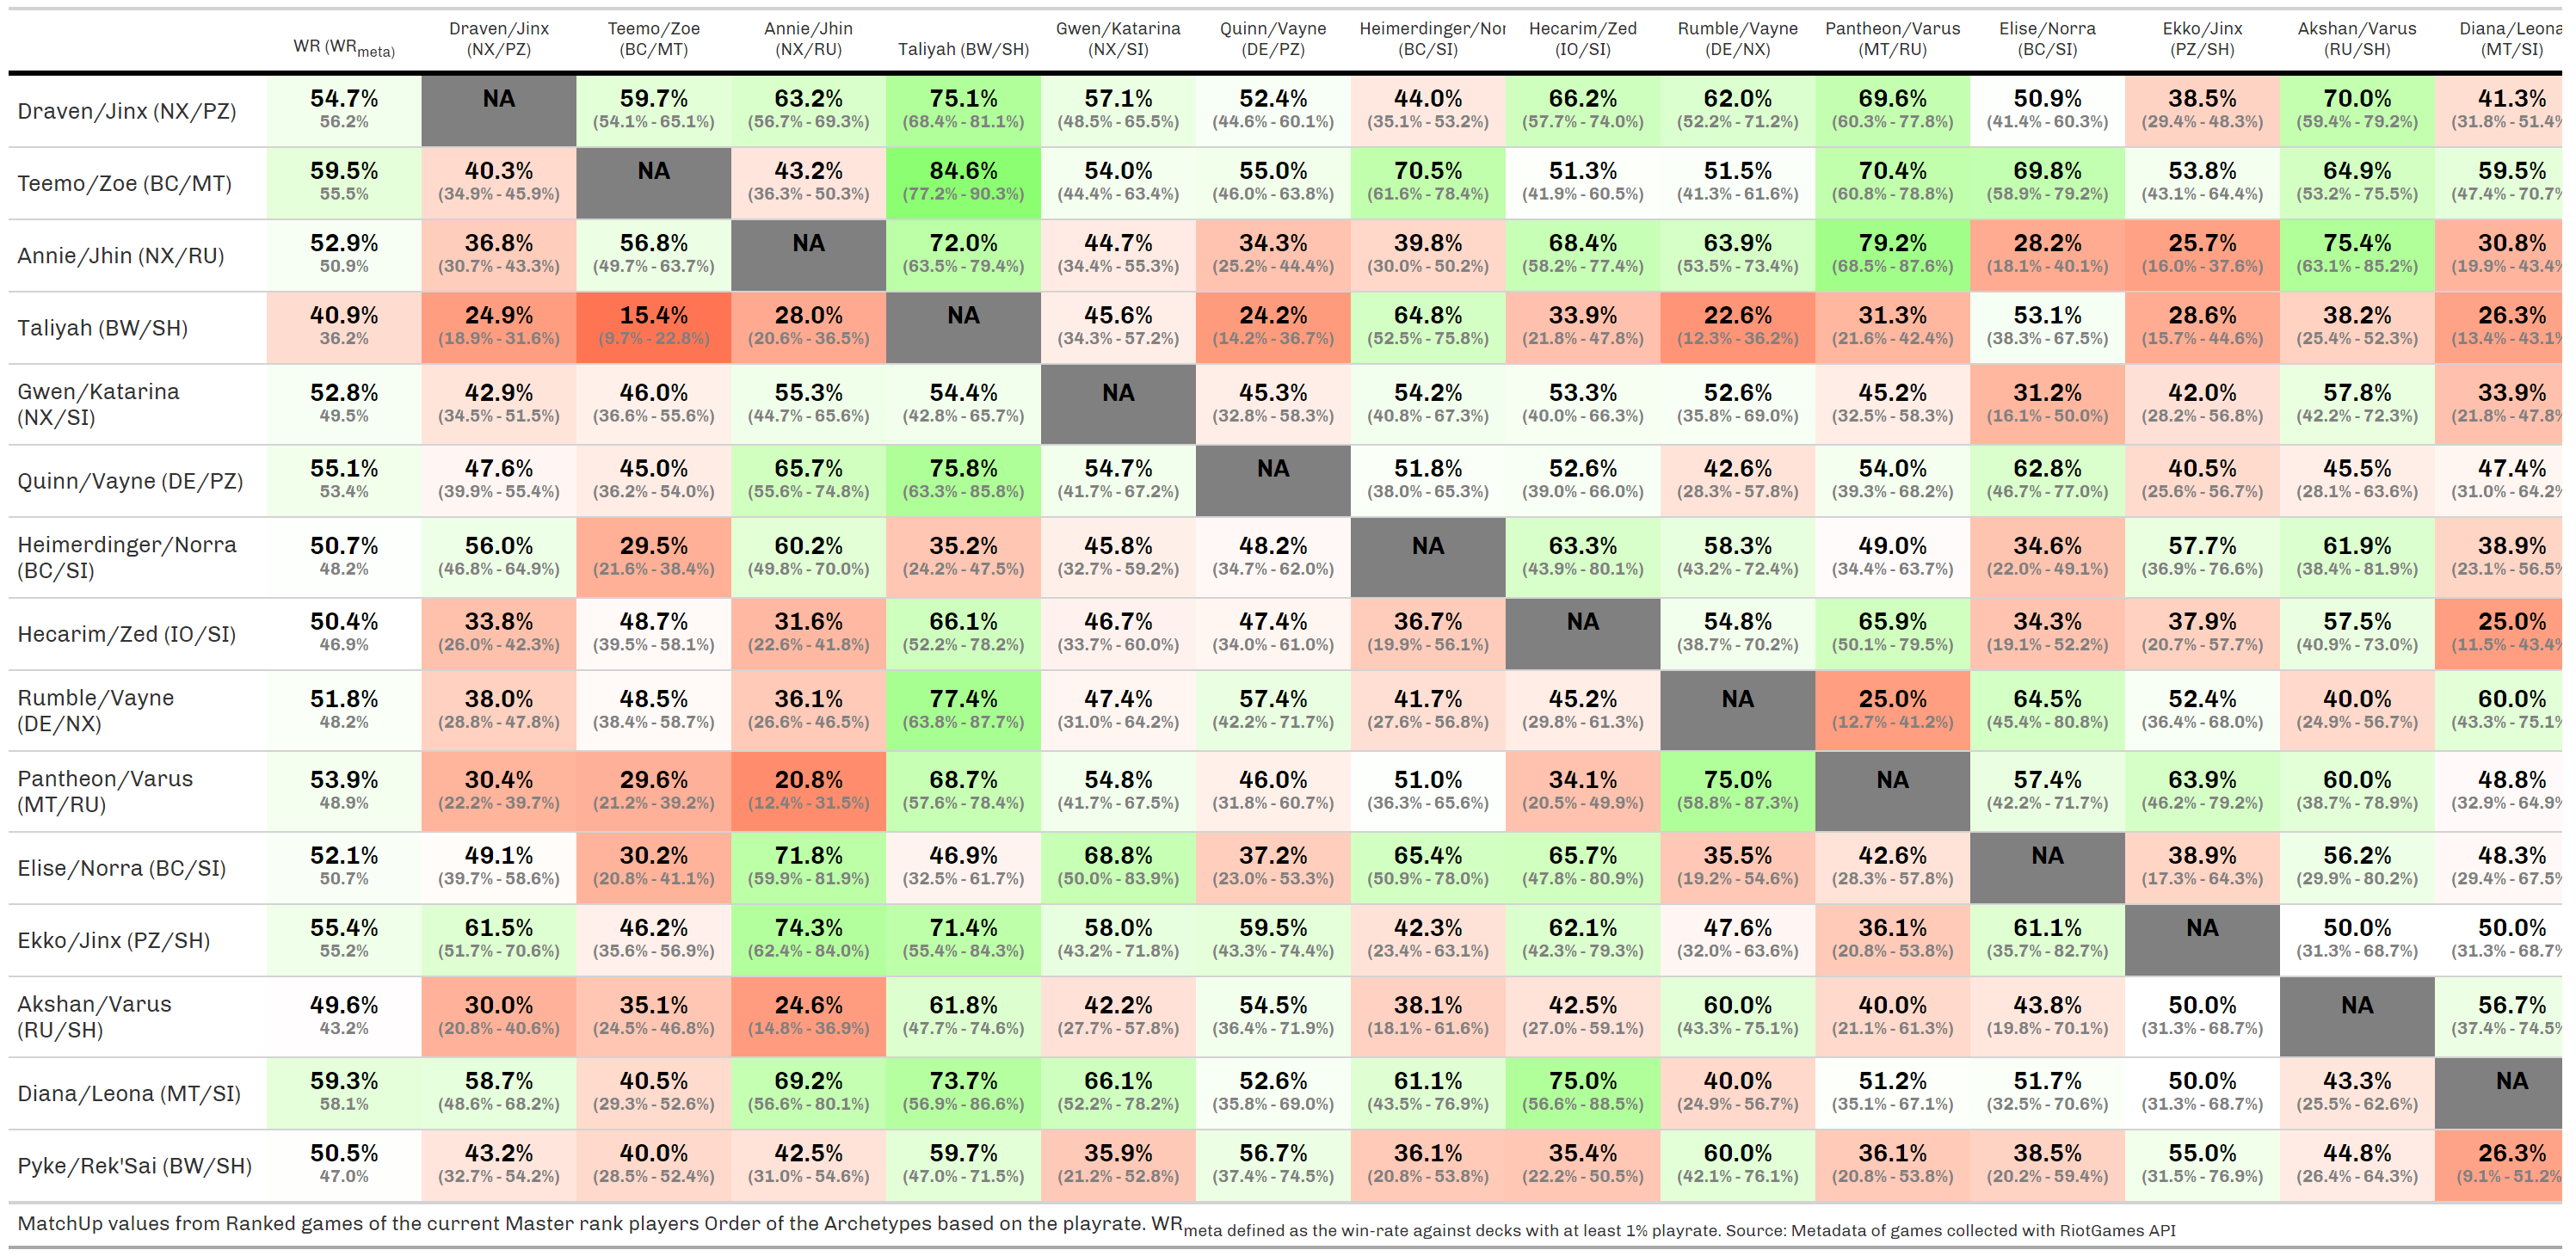 WR (WRmeta) Draven/Jinx (NX/PZ) Teemo/Zoe (BC/MT) Annie/Jhin (NX/RU) Taliyah (BW/SH) Gwen/Katarina (NX/SI) Quinn/Vayne (DE/PZ) Heimerdinger/Nor (BC/SI) Hecarim/Zed (IO/SI) Rumble/Vayne (DE/NX) Pantheon/Varus (MT/RU) Elise/Norra (BC/SI) Ekko/Jinx (PZ/SH) Akshan/Varus (RU/SH) Diana/Leona (MT/SI)
Draven/Jinx (NX/PZ) 54.7% NA 59.7% 63.2% 75.1% 57.1% 52.4% 44.0% 66.2% 62.0% 69.6% 50.9% 38.5% 70.0% 41.3%
56.2% (54.1% - 65.1%) (56.7% - 69.3%) (68.4% - 81.1%) (48.5% - 65.5%) (44.6% - 60.1%) (35.1% - 53.2%) (57.7% - 74.0%) (52.2% - 71.2%) (60.3% - 77.8%) (41.4% - 60.3%) (29.4% - 48.3%) (59.4% - 79.2%) (31.8% - 51.4%
Teemo/Zoe (BC/MT) 59.5% 40.3% NA 43.2% 84.6% 54.0% 55.0% 70.5% 51.3% 51.5% 70.4% 69.8% 53.8% 64.9% 59.5%
55.5% (34.9% - 45.9%) (36.3% - 50.3%) (77.2% - 90.3%) (44.4% - 63.4%) (46.0% - 63.8%) (61.6% - 78.4%) (41.9% - 60.5%) (41.3% - 61.6%) (60.8% - 78.8%) (58.9% - 79.2%) (43.1% - 64.4%) (53.2% - 75.5%) (47.4% - 70.7%
Annie/Jhin (NX/RU) 52.9% 36.8% 56.8% NA 72.0% 44.7% 34.3% 39.8% 68.4% 63.9% 79.2% 28.2% 25.7% 75.4% 30.8%
50.9% (30.7% - 43.3%) (49.7% - 63.7%) (63.5% - 79.4%) (34.4% - 55.3%) (25.2% - 44.4%) (30.0% - 50.2%) (58.2% - 77.4%) (53.5% - 73.4%) (68.5% - 87.6%) (18.1% - 40.1%) (16.0% - 37.6%) (63.1% - 85.2%) (19.9% - 43.4%
Taliyah (BW/SH) 40.9% 24.9% 15.4% 28.0% NA 45.6% 24.2% 64.8% 33.9% 22.6% 31.3% 53.1% 28.6% 38.2% 26.3%
36.2% (18.9% - 31.6%) (9.7% - 22.8%) (20.6% - 36.5%) (34.3% - 57.2%) (14.2% - 36.7%) (52.5% - 75.8%) (21.8% - 47.8%) (12.3% - 36.2%) (21.6% - 42.4%) (38.3% - 67.5%) (15.7% - 44.6%) (25.4% - 52.3%) (13.4% - 43.1%
Gwen/Katarina (NX/SI) 52.8% 42.9% 46.0% 55.3% 54.4% NA 45.3% 54.2% 53.3% 52.6% 45.2% 31.2% 42.0% 57.8% 33.9%
49.5% (34.5% - 51.5%) (36.6% - 55.6%) (44.7% - 65.6%) (42.8% - 65.7%) (32.8% - 58.3%) (40.8% - 67.3%) (40.0% - 66.3%) (35.8% - 69.0%) (32.5% - 58.3%) (16.1% - 50.0%) (28.2% - 56.8%) (42.2% - 72.3%) (21.8% - 47.8%
Quinn/Vayne (DE/PZ) 55.1% 47.6% 45.0% 65.7% 75.8% 54.7% NA 51.8% 52.6% 42.6% 54.0% 62.8% 40.5% 45.5% 47.4%
53.4% (39.9% - 55.4%) (36.2% - 54.0%) (55.6% - 74.8%) (63.3% - 85.8%) (41.7% - 67.2%) (38.0% - 65.3%) (39.0% - 66.0%) (28.3% - 57.8%) (39.3% - 68.2%) (46.7% - 77.0%) (25.6% - 56.7%) (28.1% - 63.6%) (31.0% - 64.2%
Heimerdinger/Norra (BC/SI) 50.7% 56.0% 29.5% 60.2% 35.2% 45.8% 48.2% NA 63.3% 58.3% 49.0% 34.6% 57.7% 61.9% 38.9%
48.2% (46.8% - 64.9%) (21.6% - 38.4%) (49.8% - 70.0%) (24.2% - 47.5%) (32.7% - 59.2%) (34.7% - 62.0%) (43.9% - 80.1%) (43.2% - 72.4%) (34.4% - 63.7%) (22.0% - 49.1%) (36.9% - 76.6%) (38.4% - 81.9%) (23.1% - 56.5%
Hecarim/Zed (IO/SI) 50.4% 33.8% 48.7% 31.6% 66.1% 46.7% 47.4% 36.7% NA 54.8% 65.9% 34.3% 37.9% 57.5% 25.0%
46.9% (26.0% - 42.3%) (39.5% - 58.1%) (22.6% - 41.8%) (52.2% - 78.2%) (33.7% - 60.0%) (34.0% - 61.0%) (19.9% - 56.1%) (38.7% - 70.2%) (50.1% - 79.5%) (19.1% - 52.2%) (20.7% - 57.7%) (40.9% - 73.0%) (11.5% - 43.4%
Rumble/Vayne (DE/NX) 51.8% 38.0% 48.5% 36.1% 77.4% 47.4% 57.4% 41.7% 45.2% NA 25.0% 64.5% 52.4% 40.0% 60.0%
48.2% (28.8% - 47.8%) (38.4% - 58.7%) (26.6% - 46.5%) (63.8% - 87.7%) (31.0% - 64.2%) (42.2% - 71.7%) (27.6% - 56.8%) (29.8% - 61.3%) (12.7% - 41.2%) (45.4% - 80.8%) (36.4% - 68.0%) (24.9% - 56.7%) (43.3% - 75.1%
Pantheon/Varus (MT/RU) 53.9% 30.4% 29.6% 20.8% 68.7% 54.8% 46.0% 51.0% 34.1% 75.0% NA 57.4% 63.9% 60.0% 48.8%
48.9% (22.2% - 39.7%) (21.2% - 39.2%) (12.4% - 31.5%) (57.6% - 78.4%) (41.7% - 67.5%) (31.8% - 60.7%) (36.3% - 65.6%) (20.5% - 49.9%) (58.8% - 87.3%) (42.2% - 71.7%) (46.2% - 79.2%) (38.7% - 78.9%) (32.9% - 64.9%
Elise/Norra (BC/SI) 52.1% 49.1% 30.2% 71.8% 46.9% 68.8% 37.2% 65.4% 65.7% 35.5% 42.6% NA 38.9% 56.2% 48.3%
50.7% (39.7% - 58.6%) (20.8% - 41.1%) (59.9% - 81.9%) (32.5% - 61.7%) (50.0% - 83.9%) (23.0% - 53.3%) (50.9% - 78.0%) (47.8% - 80.9%) (19.2% - 54.6%) (28.3% - 57.8%) (17.3% - 64.3%) (29.9% - 80.2%) (29.4% - 67.5%
Ekko/Jinx (PZ/SH) 55.4% 61.5% 46.2% 74.3% 71.4% 58.0% 59.5% 42.3% 62.1% 47.6% 36.1% 61.1% NA 50.0% 50.0%
55.2% (51.7% - 70.6%) (35.6% - 56.9%) (62.4% - 84.0%) (55.4% - 84.3%) (43.2% - 71.8%) (43.3% - 74.4%) (23.4% - 63.1%) (42.3% - 79.3%) (32.0% - 63.6%) (20.8% - 53.8%) (35.7% - 82.7%) (31.3% - 68.7%) (31.3% - 68.7%
Akshan/Varus (RU/SH) 49.6% 30.0% 35.1% 24.6% 61.8% 42.2% 54.5% 38.1% 42.5% 60.0% 40.0% 43.8% 50.0% NA 56.7%
43.2% (20.8% - 40.6%) (24.5% - 46.8%) (14.8% - 36.9%) (47.7% - 74.6%) (27.7% - 57.8%) (36.4% - 71.9%) (18.1% - 61.6%) (27.0% - 59.1%) (43.3% - 75.1%) (21.1% - 61.3%) (19.8% - 70.1%) (31.3% - 68.7%) (37.4% - 74.5%
Diana/Leona (MT/SI) 59.3% 58.7% 40.5% 69.2% 73.7% 66.1% 52.6% 61.1% 75.0% 40.0% 51.2% 51.7% 50.0% 43.3% NA
58.1% (48.6% - 68.2%) (29.3% - 52.6%) (56.6% - 80.1%) (56.9% - 86.6%) (52.2% - 78.2%) (35.8% - 69.0%) (43.5% - 76.9%) (56.6% - 88.5%) (24.9% - 56.7%) (35.1% - 67.1%) (32.5% - 70.6%) (31.3% - 68.7%) (25.5% - 62.6%)
Pyke/Rek'Sai (BW/SH) 50.5% 43.2% 40.0% 42.5% 59.7% 35.9% 56.7% 36.1% 35.4% 60.0% 36.1% 38.5% 55.0% 44.8% 26.3%
47.0% (32.7% - 54.2%) (28.5% - 52.4%) (31.0% - 54.6%) (47.0% - 71.5%) (21.2% - 52.8%) (37.4% - 74.5%) (20.8% - 53.8%) (22.2% - 50.5%) (42.1% - 76.1%) (20.8% - 53.8%) (20.2% - 59.4%) (31.5% - 76.9%) (26.4% - 64.3%) (9.1% - 51.2%
MatchUp values from Ranked games of the current Master rank players Order of the Archetypes based on the playrate. WRmeta defined as the win-rate against decks with at least 1% playrate. Source: Metadata of games collected with RiotGames API